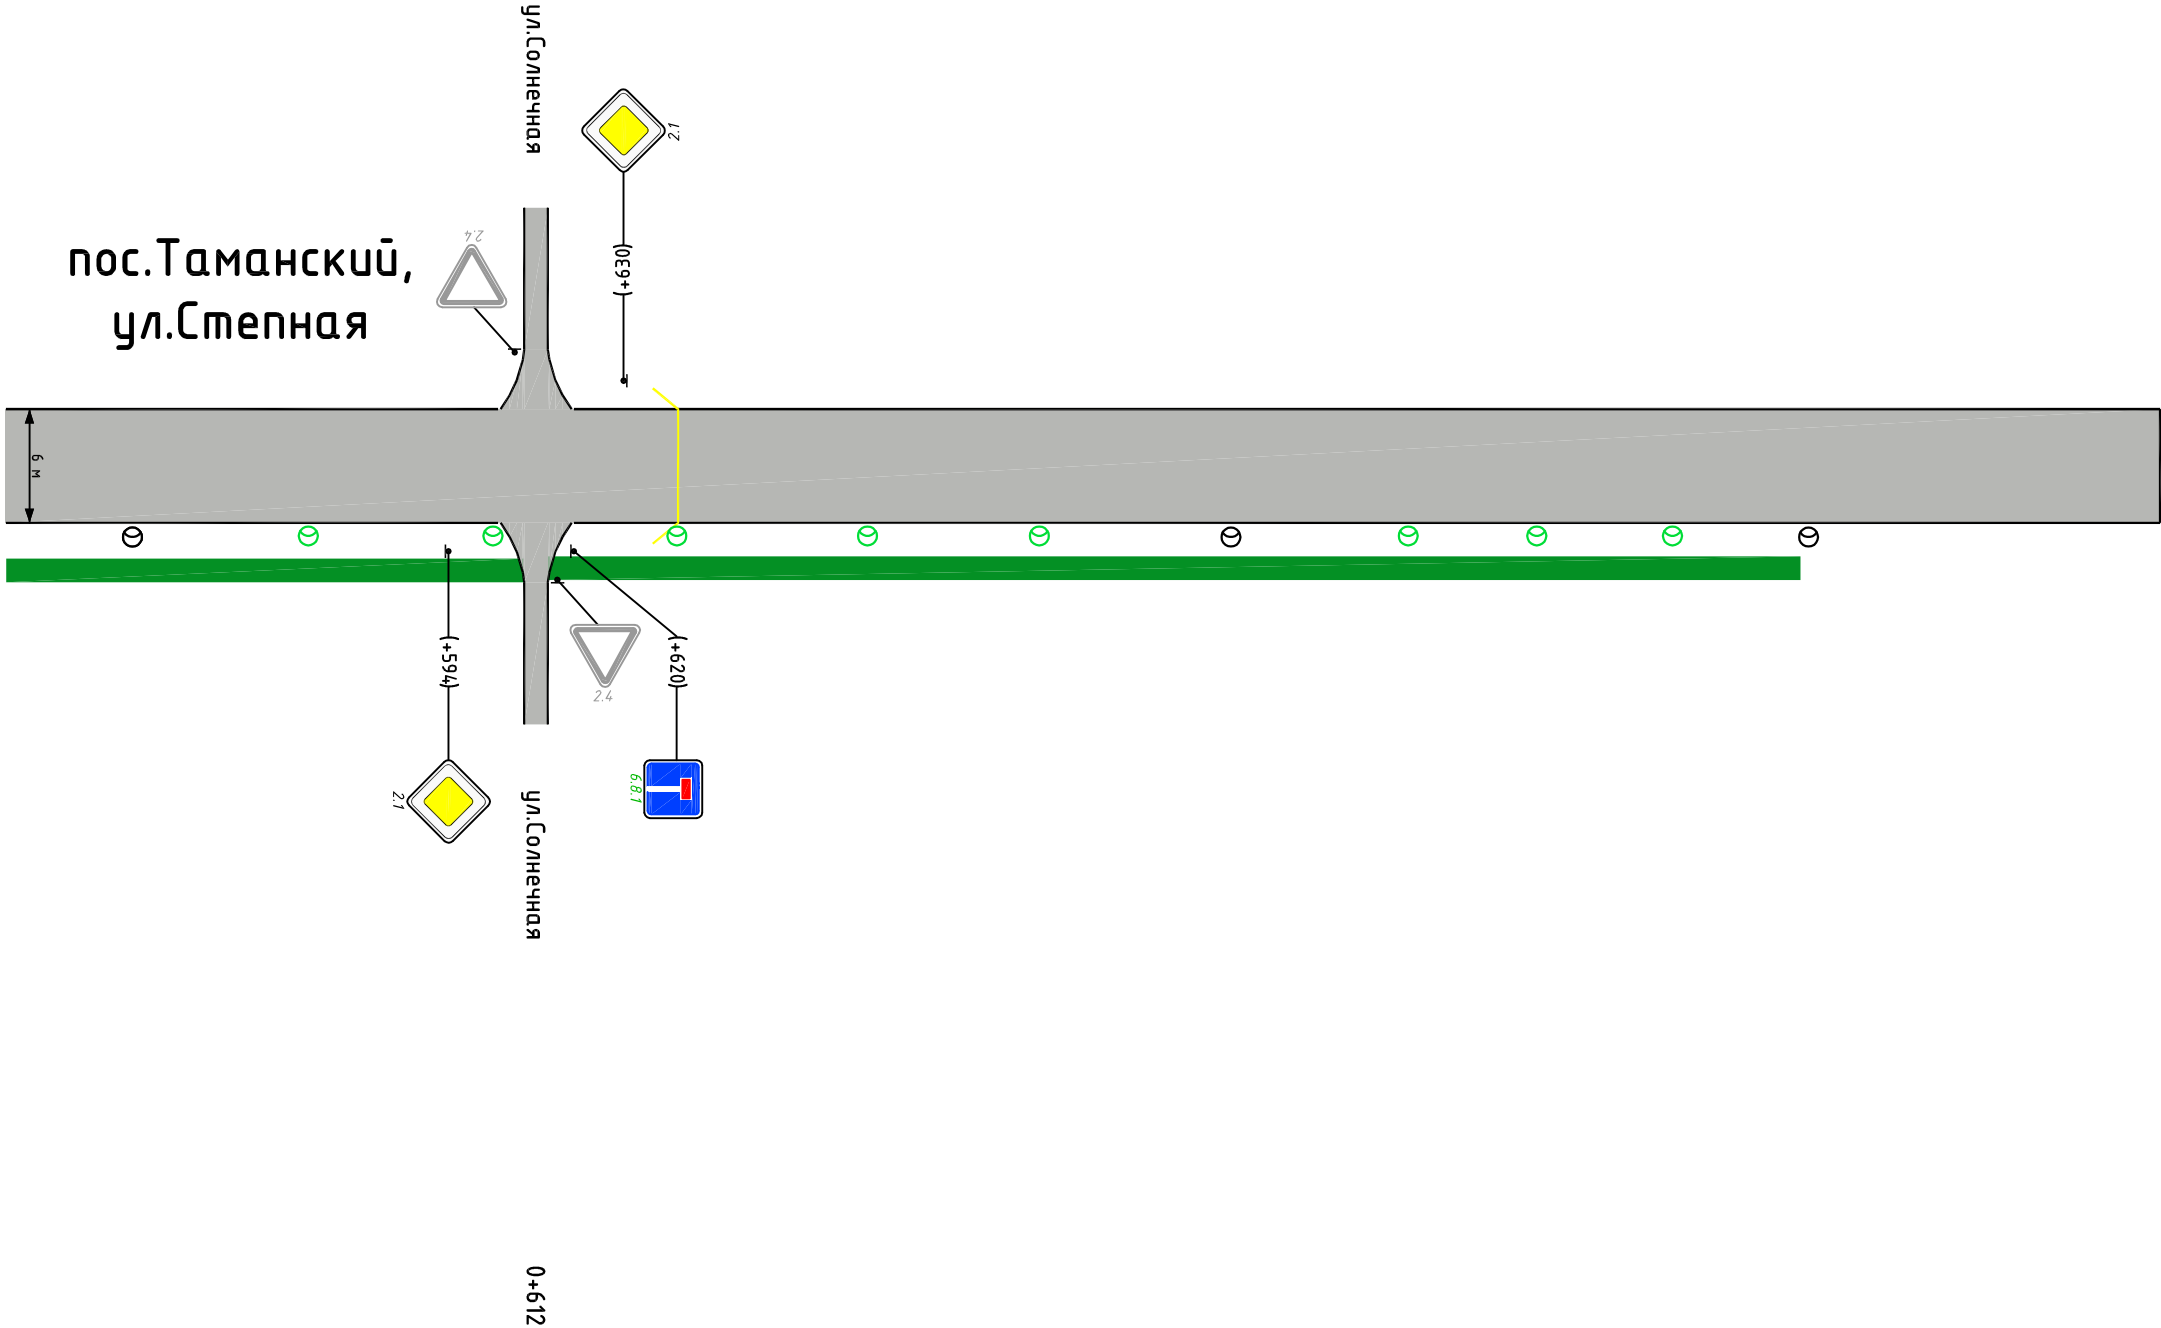 ул.Солнечная
2.1
2.4
пос.Таманский,
ул.Степная
(+630)
6 м
(+594)
2.4
(+620)
6.8.1
2.1
ул.Солнечная
0+612